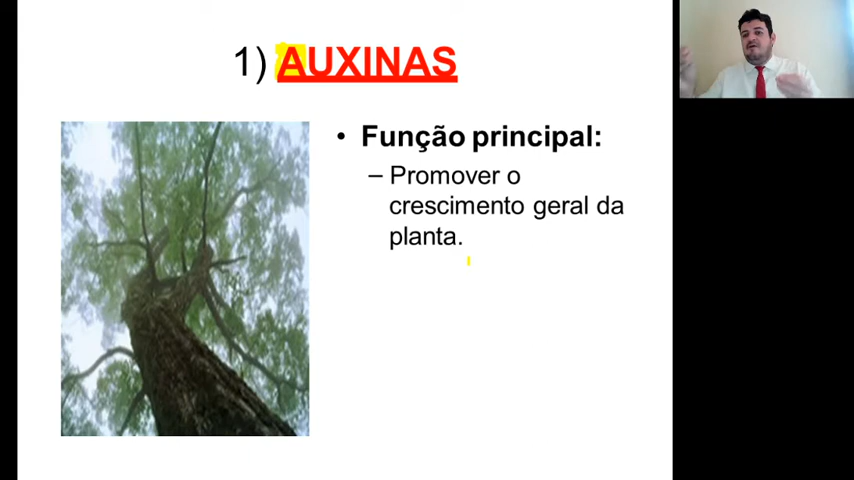 1) AUXINAS
• Função principal:
– Promover o
crescimento geral da
planta.